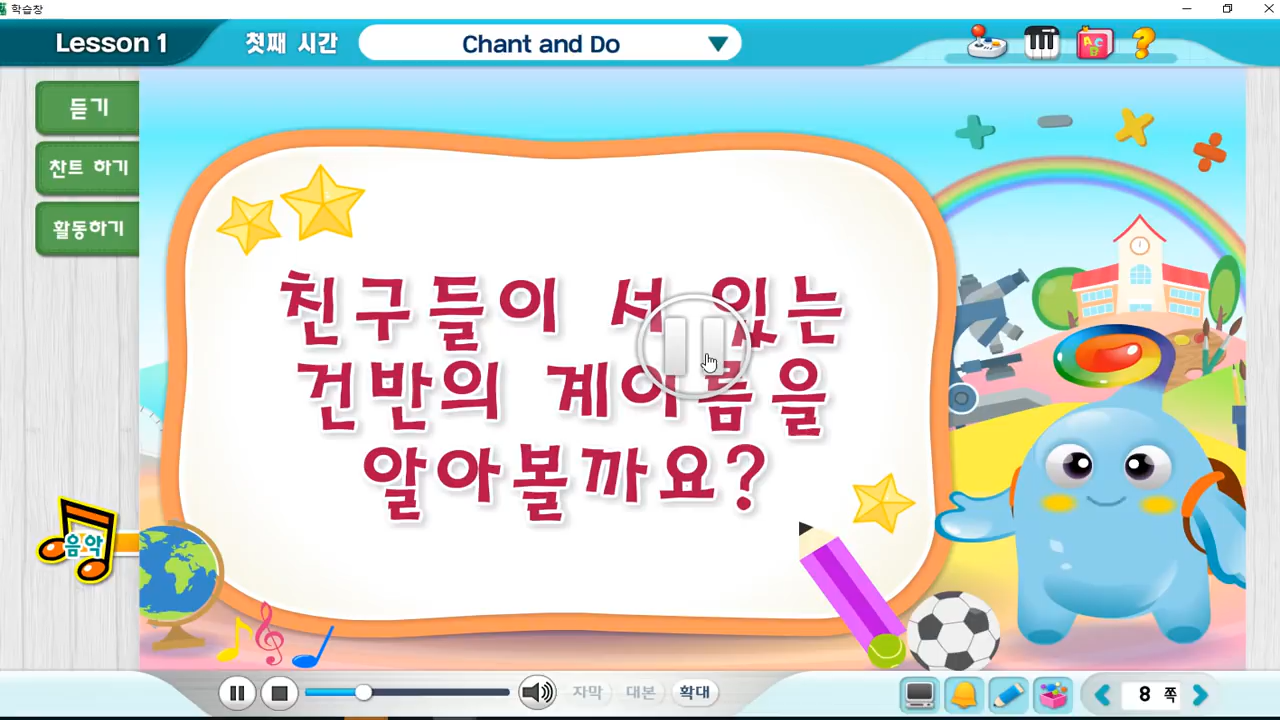 학습창
Lesson 1
첫째 시간
Chant and Do
듣기
찬트 하기
활동하기
친구들이 서 있는
건반의 계이름을
알아볼까요?
음악
자막
대본
확대
8 쪽